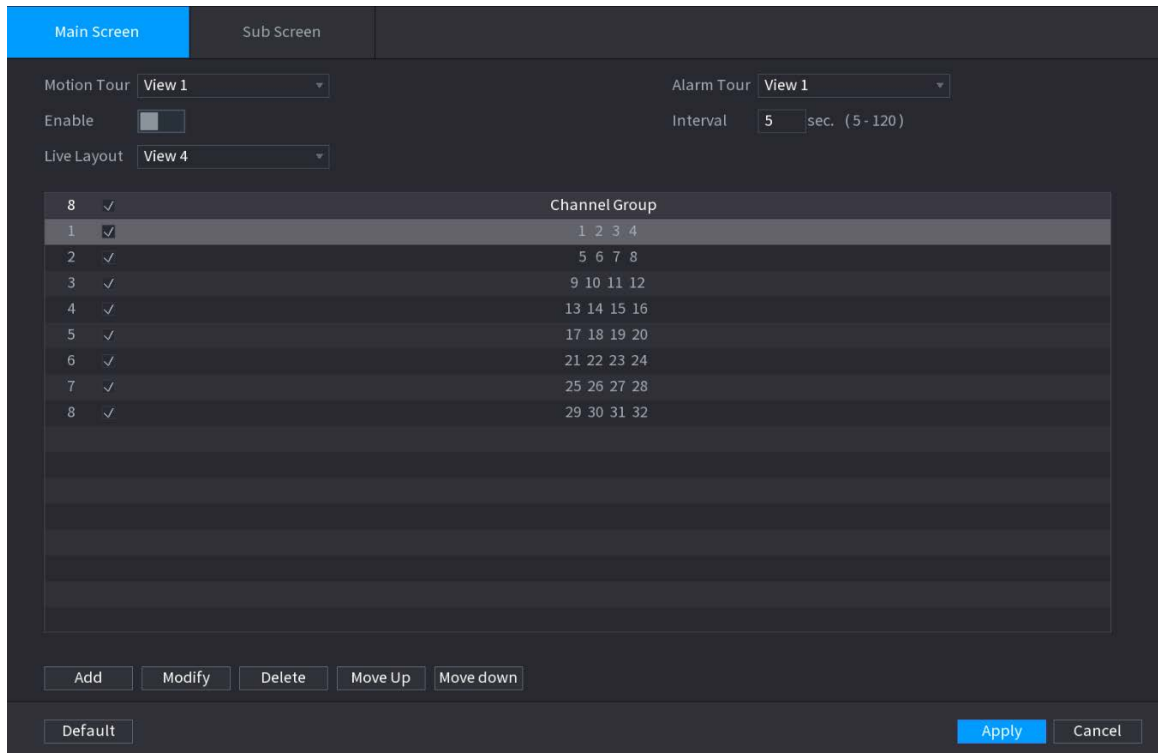 Main Screen Sub Screen
Motion Tour View 1 Alarm Tour View 1
Enable Interval 5 sec. (5-120)
Live Layout View 4
8 Channel Group
1 1 2 3 4
2 5 6 7 8
3 9 10 11 12
4 13 14 15 16
5 17 18 19 20
6 21 22 23 24
7 25 26 27 28
8 29 30 31 32
Add Modify Delete Move Up Move down
Default Apply Cancel